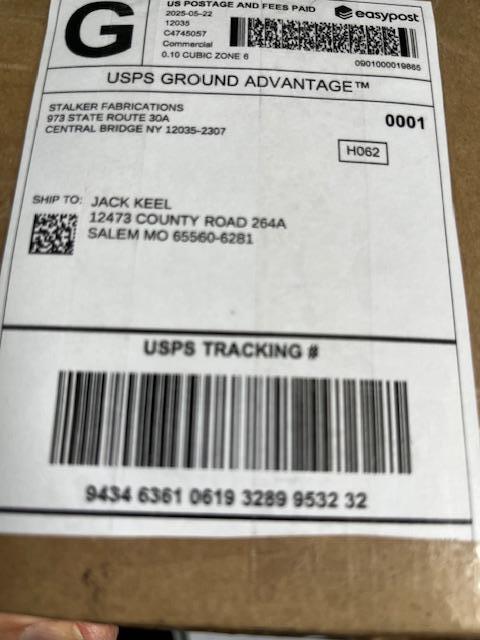 G
US POSTAGE AND FEES PAID
2025-05-22
12035
C4745057
Commercial
0.10 CUBIC ZONE 6
easypost
0901000019885
USPS GROUND ADVANTAGE™
STALKER FABRICATIONS
973 STATE ROUTE 30A
CENTRAL BRIDGE NY 12035-2307
0001
H062
SHIP TO: JACK KEEL
12473 COUNTY ROAD 264A
SALEM MO 65560-6281
USPS TRACKING #
9434 6361 0619 3289 9532 32